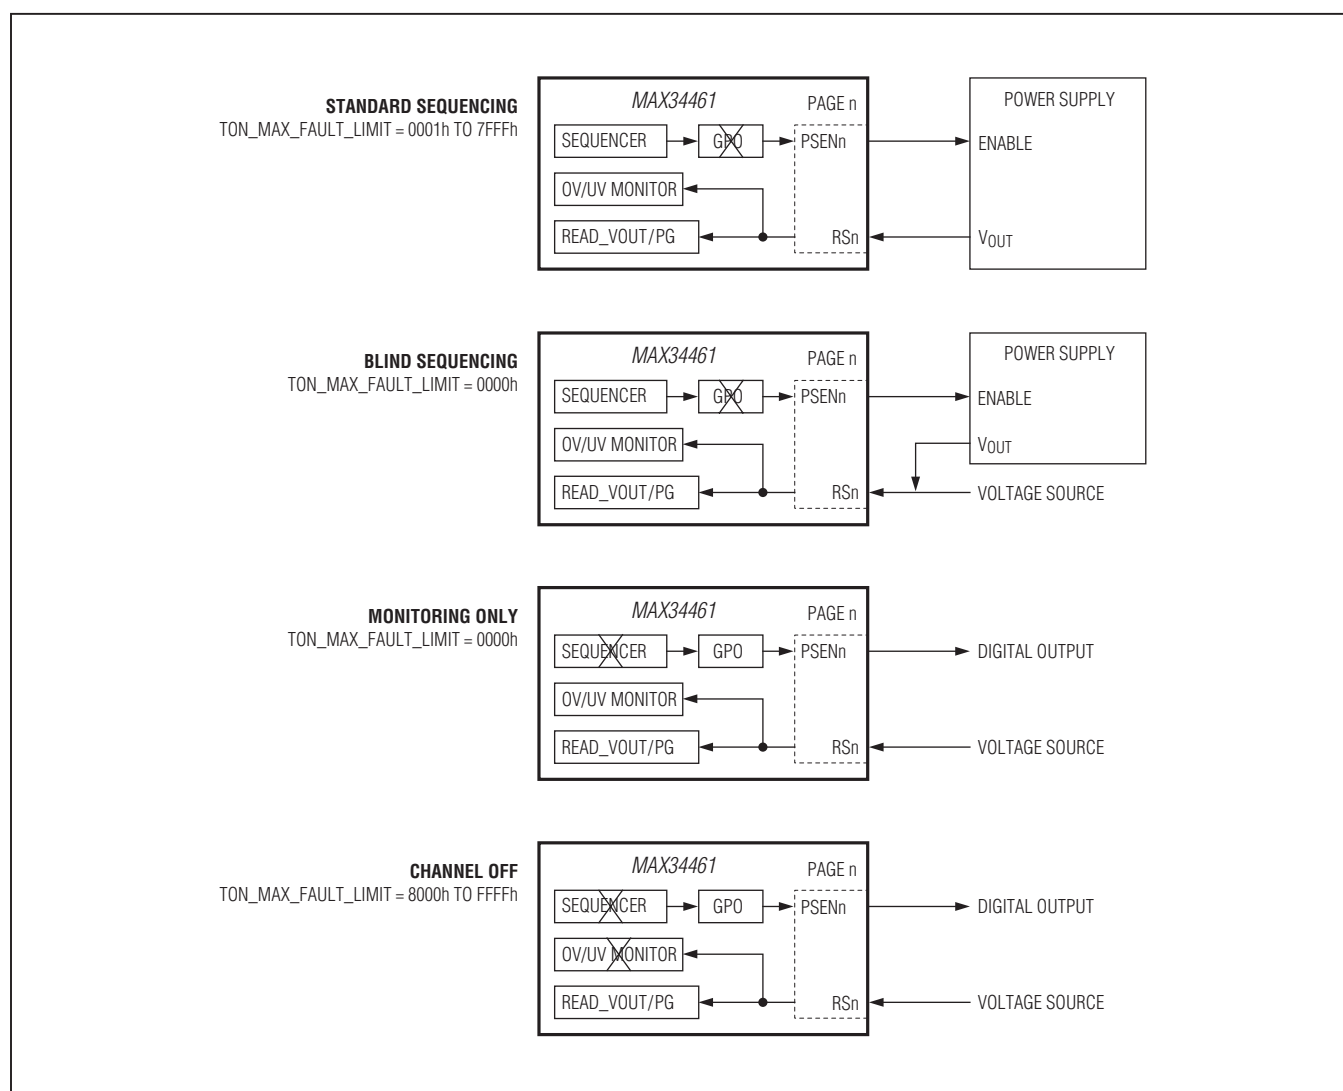 STANDARD SEQUENCING
TON_MAX_FAULT_LIMIT = 0001h TO 7FFFh
MAX34461
PAGE n
SEQUENCER
GPO
PSENn
OV/UV MONITOR
READ_VOUT/PG
RSn
POWER SUPPLY
ENABLE
VOUT
BLIND SEQUENCING
TON_MAX_FAULT_LIMIT = 0000h
MAX34461
PAGE n
SEQUENCER
GPO
PSENn
OV/UV MONITOR
READ_VOUT/PG
RSn
POWER SUPPLY
ENABLE
VOUT
VOLTAGE SOURCE
MONITORING ONLY
TON_MAX_FAULT_LIMIT = 0000h
MAX34461
PAGE n
SEQUENCER
GPO
PSENn
OV/UV MONITOR
READ_VOUT/PG
RSn
DIGITAL OUTPUT
VOLTAGE SOURCE
CHANNEL OFF
TON_MAX_FAULT_LIMIT = 8000h TO FFFFh
MAX34461
PAGE n
SEQUENCER
GPO
PSENn
OV/UV MONITOR
READ_VOUT/PG
RSn
DIGITAL OUTPUT
VOLTAGE SOURCE